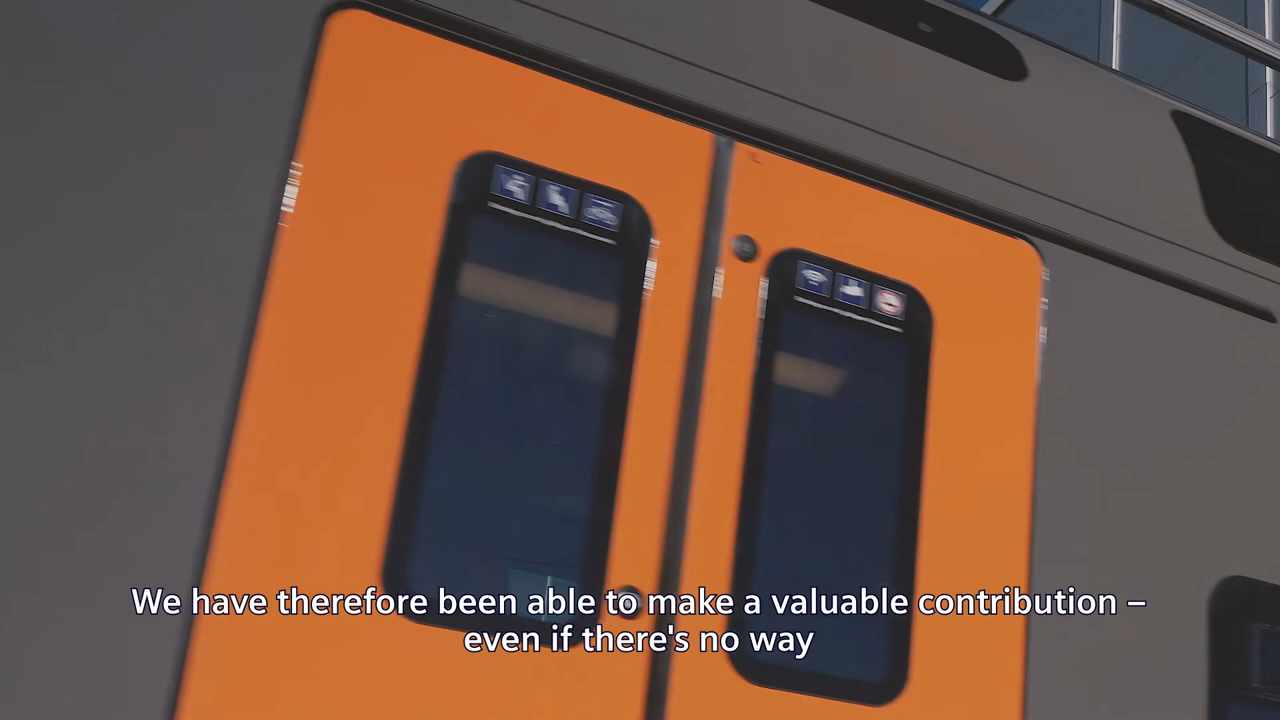 We have therefore been able to make a valuable contribution –
even if there's no way